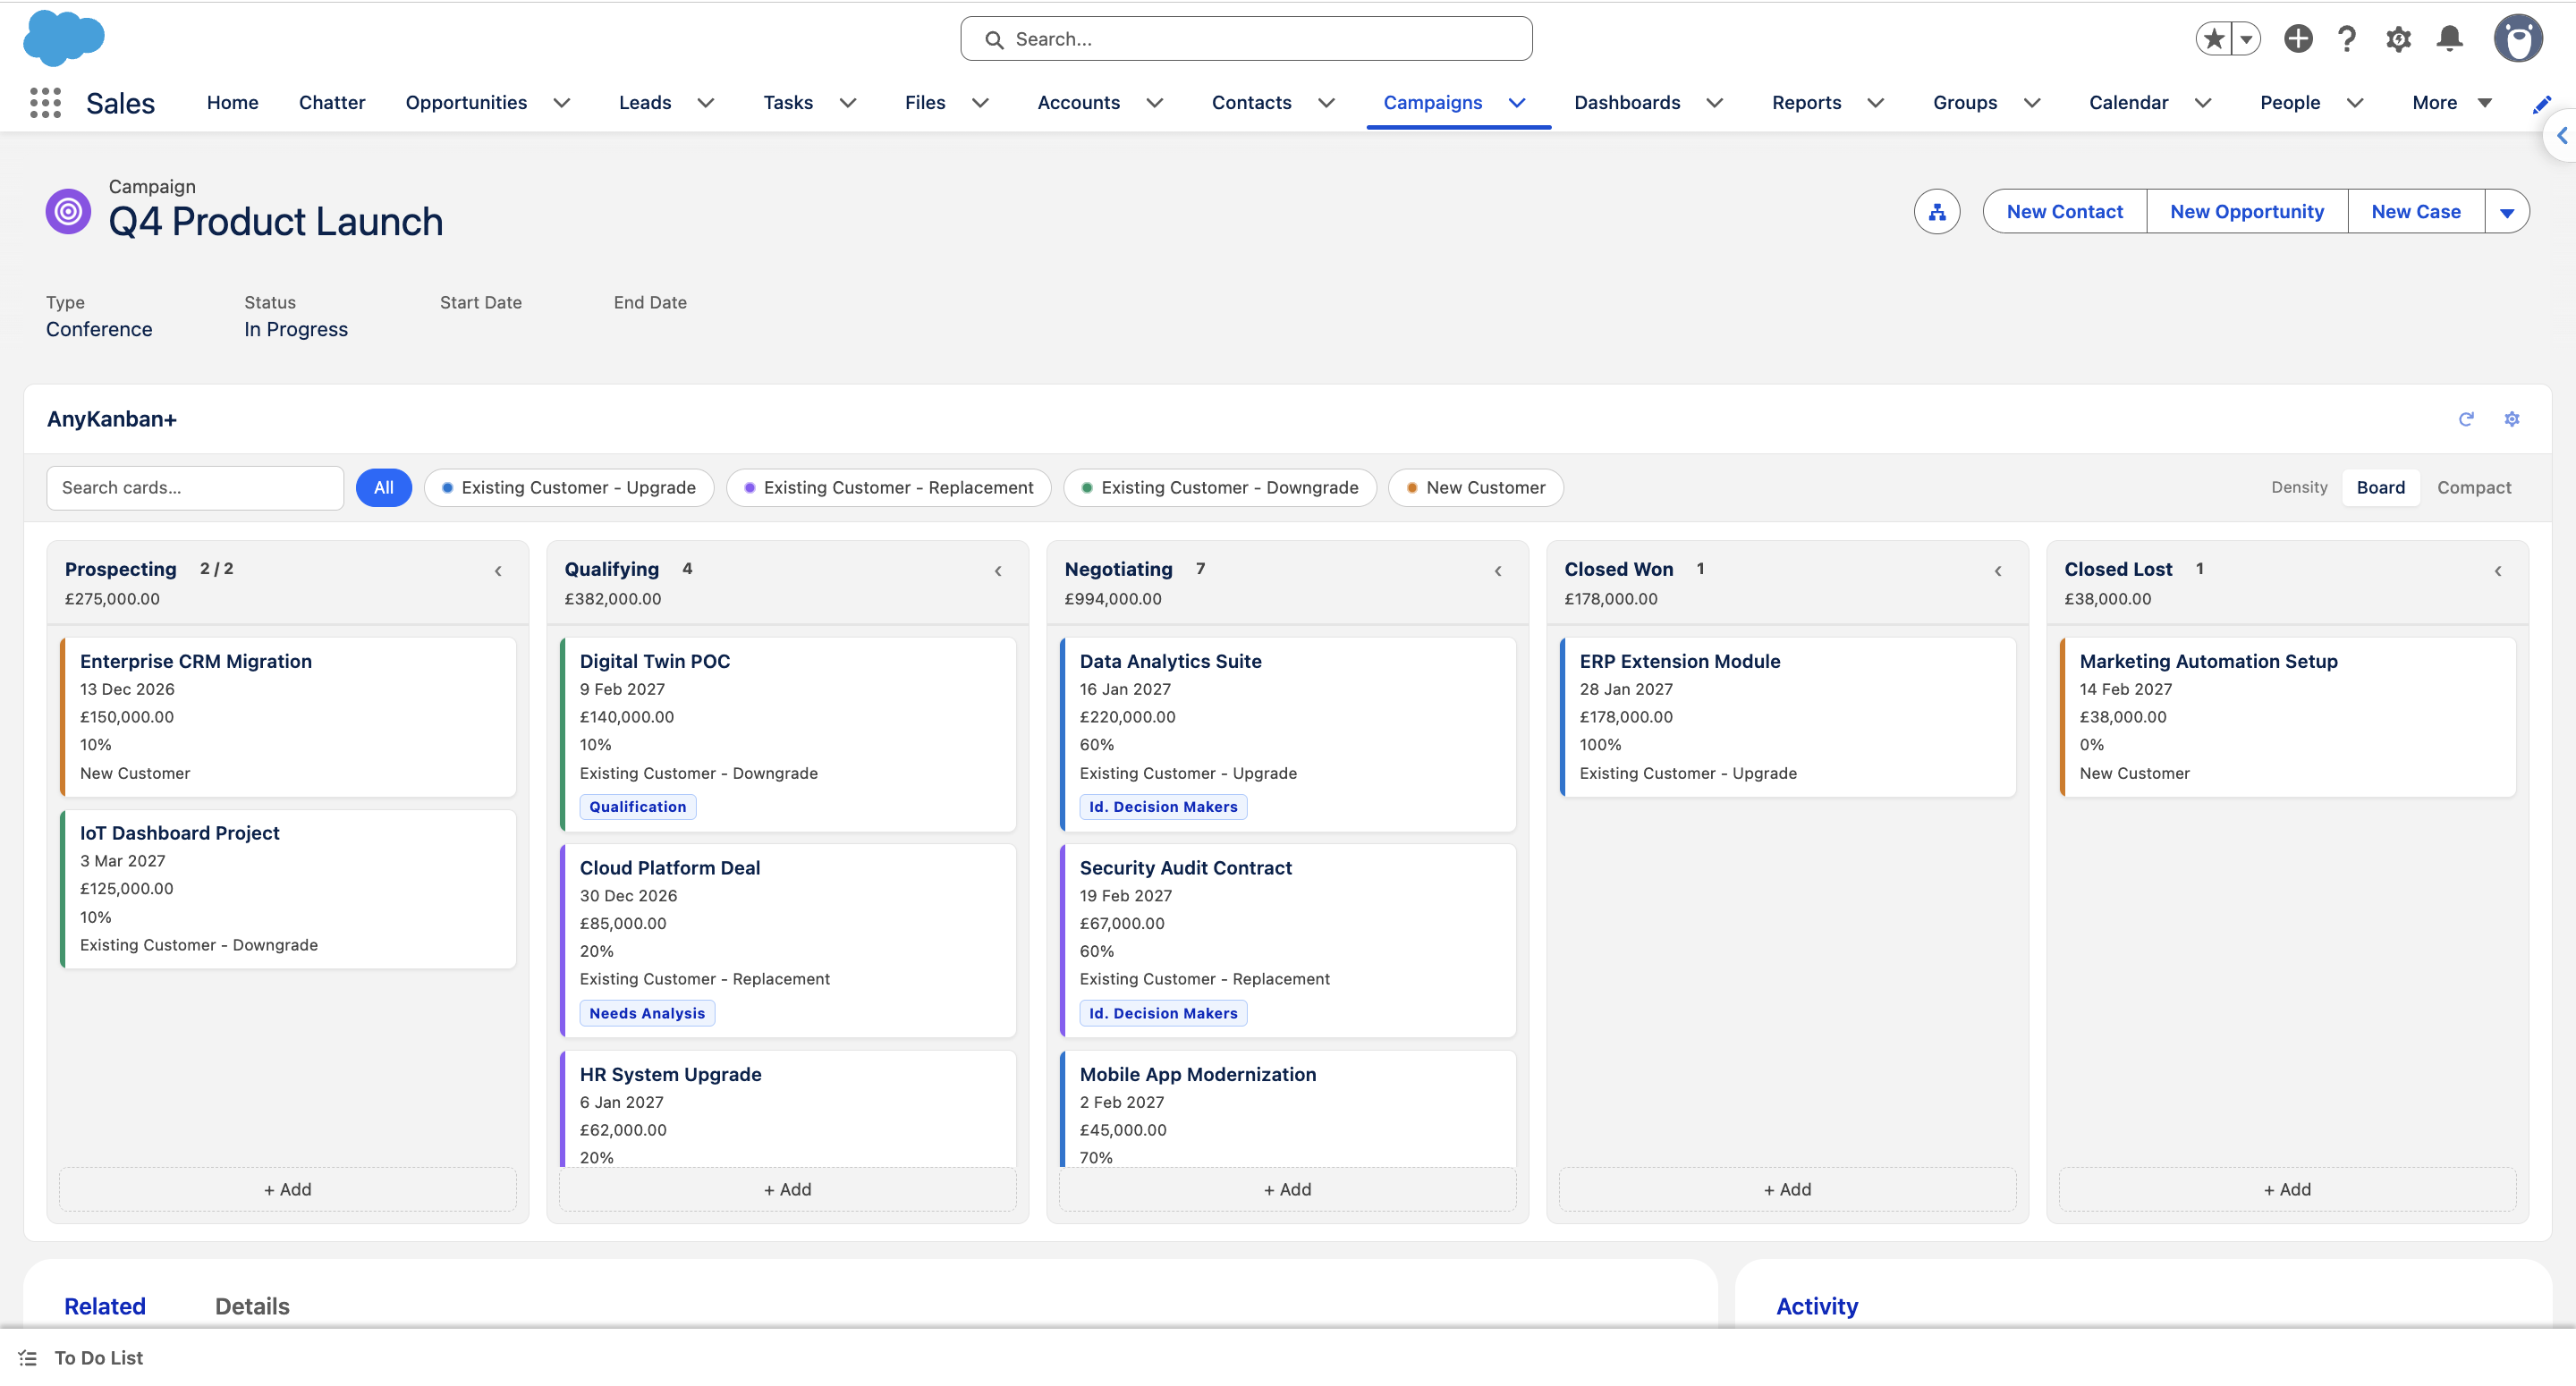 Search...
Sales
Home
Chatter
Opportunities
Leads
Tasks
Files
Accounts
Contacts
Campaigns
Dashboards
Reports
Groups
Calendar
People
More
Campaign
Q4 Product Launch
New Contact
New Opportunity
New Case
Type
Conference
Status
In Progress
Start Date
End Date
AnyKanban+
Search cards...
All
Existing Customer - Upgrade
Existing Customer - Replacement
Existing Customer - Downgrade
New Customer
Density
Board
Compact
Prospecting 2 / 2
£275,000.00
Enterprise CRM Migration
13 Dec 2026
£150,000.00
10%
New Customer
IoT Dashboard Project
3 Mar 2027
£125,000.00
10%
Existing Customer - Downgrade
+ Add
Qualifying 4
£382,000.00
Digital Twin POC
9 Feb 2027
£140,000.00
10%
Existing Customer - Downgrade
Qualification
Cloud Platform Deal
30 Dec 2026
£85,000.00
20%
Existing Customer - Replacement
Needs Analysis
HR System Upgrade
6 Jan 2027
£62,000.00
20%
+ Add
Negotiating 7
£994,000.00
Data Analytics Suite
16 Jan 2027
£220,000.00
60%
Existing Customer - Upgrade
Id. Decision Makers
Security Audit Contract
19 Feb 2027
£67,000.00
60%
Existing Customer - Replacement
Id. Decision Makers
Mobile App Modernization
2 Feb 2027
£45,000.00
70%
+ Add
Closed Won 1
£178,000.00
ERP Extension Module
28 Jan 2027
£178,000.00
100%
Existing Customer - Upgrade
+ Add
Closed Lost 1
£38,000.00
Marketing Automation Setup
14 Feb 2027
£38,000.00
0%
New Customer
+ Add
Related
Details
Activity
To Do List